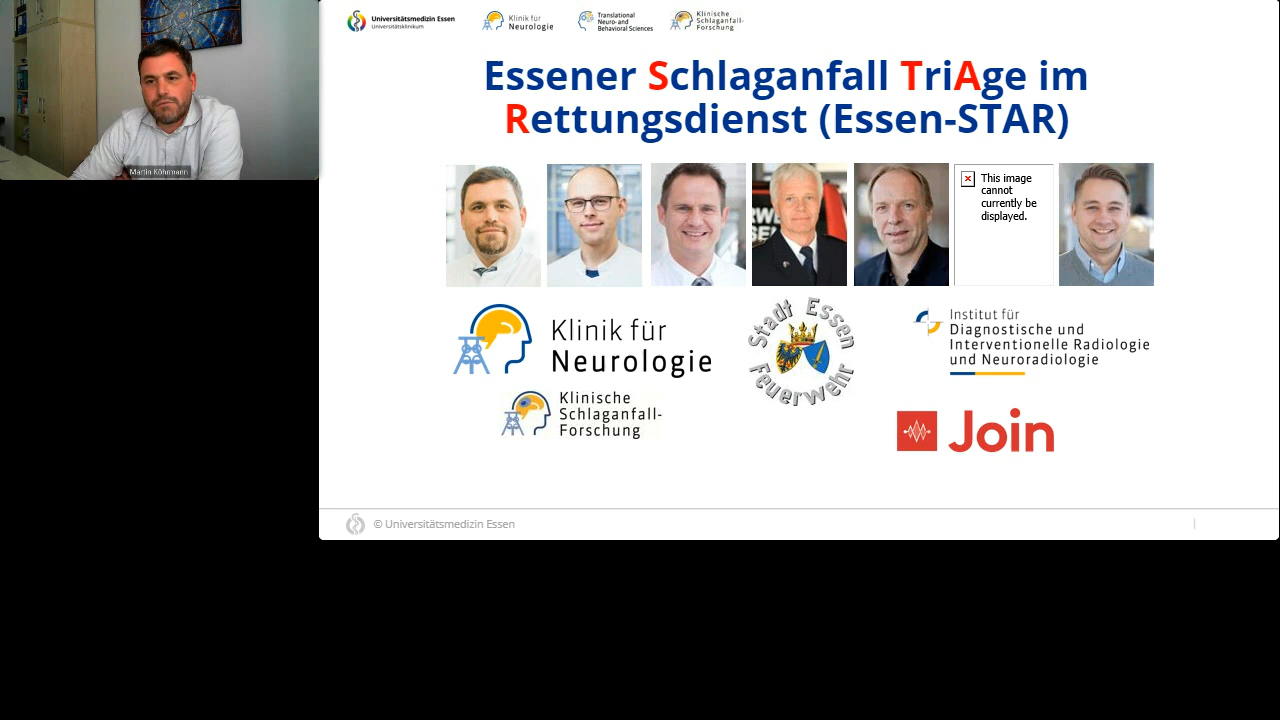 Martin Köhrmann
Universitätsmedizin Essen
Universitätsklinikum
Klinik für
Neurologie
Translational
Neuro- and
Behavioral Sciences
Klinische
Schlaganfall-
Forschung
Essener Schlaganfall TriAge im
Rettungsdienst (Essen-STAR)
This image
cannot
currently be
displayed.
Klinik für
Neurologie
Klinische
Schlaganfall-
Forschung
Stadt Essen
Feuerwehr
Institut für
Diagnostische und
Interventionelle Radiologie
und Neuroradiologie
Join
© Universitätsmedizin Essen